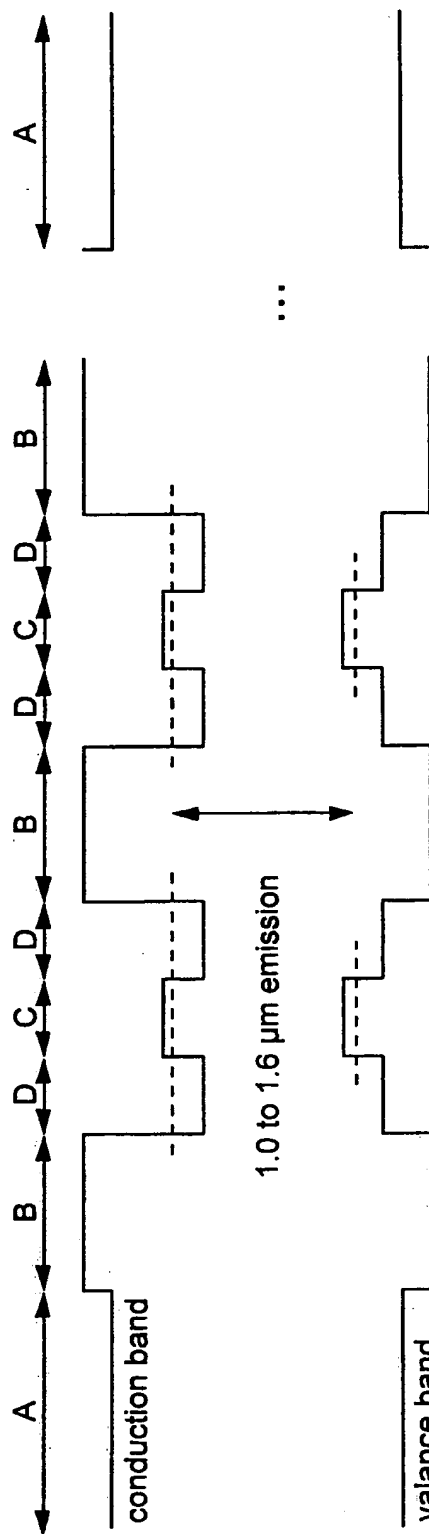 A B D C D B D C D B A
conduction band
1.0 to 1.6 µm emission
...
valance band